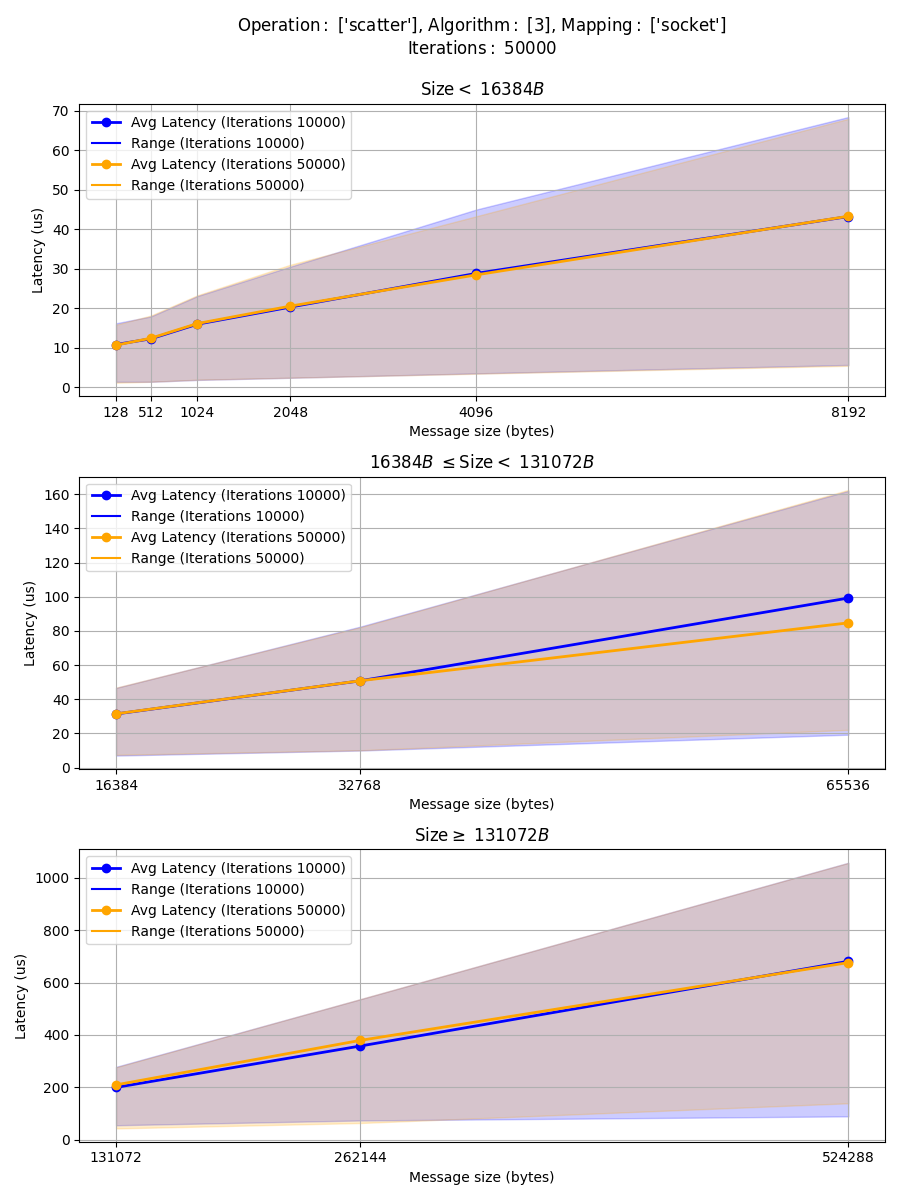 Operation : ['scatter'], Algorithm : [3], Mapping : ['socket']
Iterations : 50000
Size < 16384B
70
60
50
40
30
20
10
0
Latency (us)
Avg Latency (Iterations 10000)
Range (Iterations 10000)
Avg Latency (Iterations 50000)
Range (Iterations 50000)
128 512 1024 2048 4096 8192
Message size (bytes)
16384B ≤ Size < 131072B
160
140
120
100
80
60
40
20
0
Latency (us)
Avg Latency (Iterations 10000)
Range (Iterations 10000)
Avg Latency (Iterations 50000)
Range (Iterations 50000)
16384 32768 65536
Message size (bytes)
Size ≥ 131072B
1000
800
600
400
200
0
Latency (us)
Avg Latency (Iterations 10000)
Range (Iterations 10000)
Avg Latency (Iterations 50000)
Range (Iterations 50000)
131072 262144 524288
Message size (bytes)